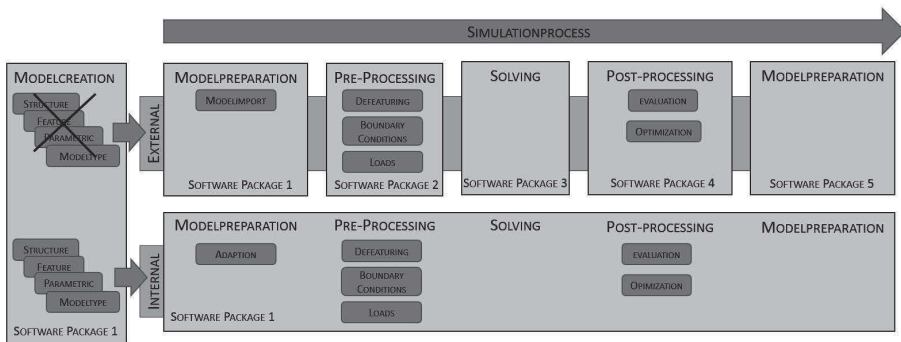 SIMULATIONPROCESS
MODELCREATION
STRUCTURE
FEATURE
PARAMETRIC
MODELTYPE
EXTERNAL
MODELPREPARATION
MODELIMPORT
SOFTWARE PACKAGE 1
PRE-PROCESSING
DEFEATURING
BOUNDARY
CONDITIONS
LOADS
SOFTWARE PACKAGE 2
SOLVING
SOFTWARE PACKAGE 3
POST-PROCESSING
EVALUATION
OPTIMIZATION
SOFTWARE PACKAGE 4
MODELPREPARATION
SOFTWARE PACKAGE 5
STRUCTURE
FEATURE
PARAMETRIC
MODELTYPE
SOFTWARE PACKAGE 1
INTERNAL
MODELPREPARATION
ADAPTION
SOFTWARE PACKAGE 1
PRE-PROCESSING
DEFEATURING
BOUNDARY
CONDITIONS
LOADS
SOLVING
POST-PROCESSING
EVALUATION
OPIMIZATION
MODELPREPARATION